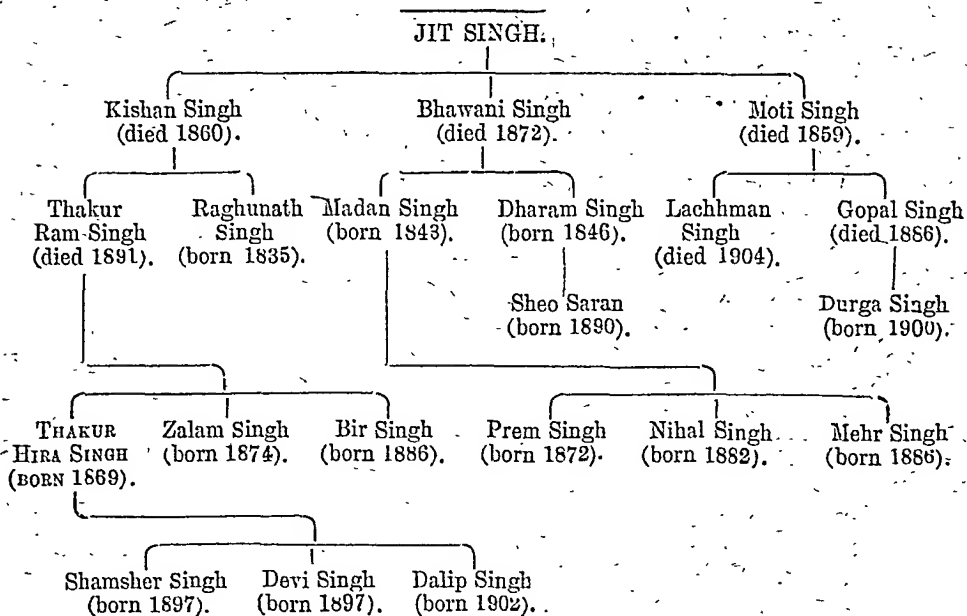 JIT SINGH.
Kishan Singh
(died 1860).
Bhawani Singh
(died 1872).
Moti Singh
(died 1859).
Thakur
Ram Singh
(died 1891).
Raghunath
Singh
(born 1835).
Madan Singh
(born 1843).
Dharam Singh
(born 1846).
Lachhman
Singh
(died 1904).
Gopal Singh
(died 1886).
Sheo Saran
(born 1890).
Durga Singh
(born 1900).
THAKUR
HIRA SINGH
(BORN 1869).
Zalam Singh
(born 1874).
Bir Singh
(born 1886).
Prem Singh
(born 1872).
Nihal Singh
(born 1882).
Mehr Singh
(born 1886).
Shamsher Singh
(born 1897).
Devi Singh
(born 1897).
Dalip Singh
(born 1902).